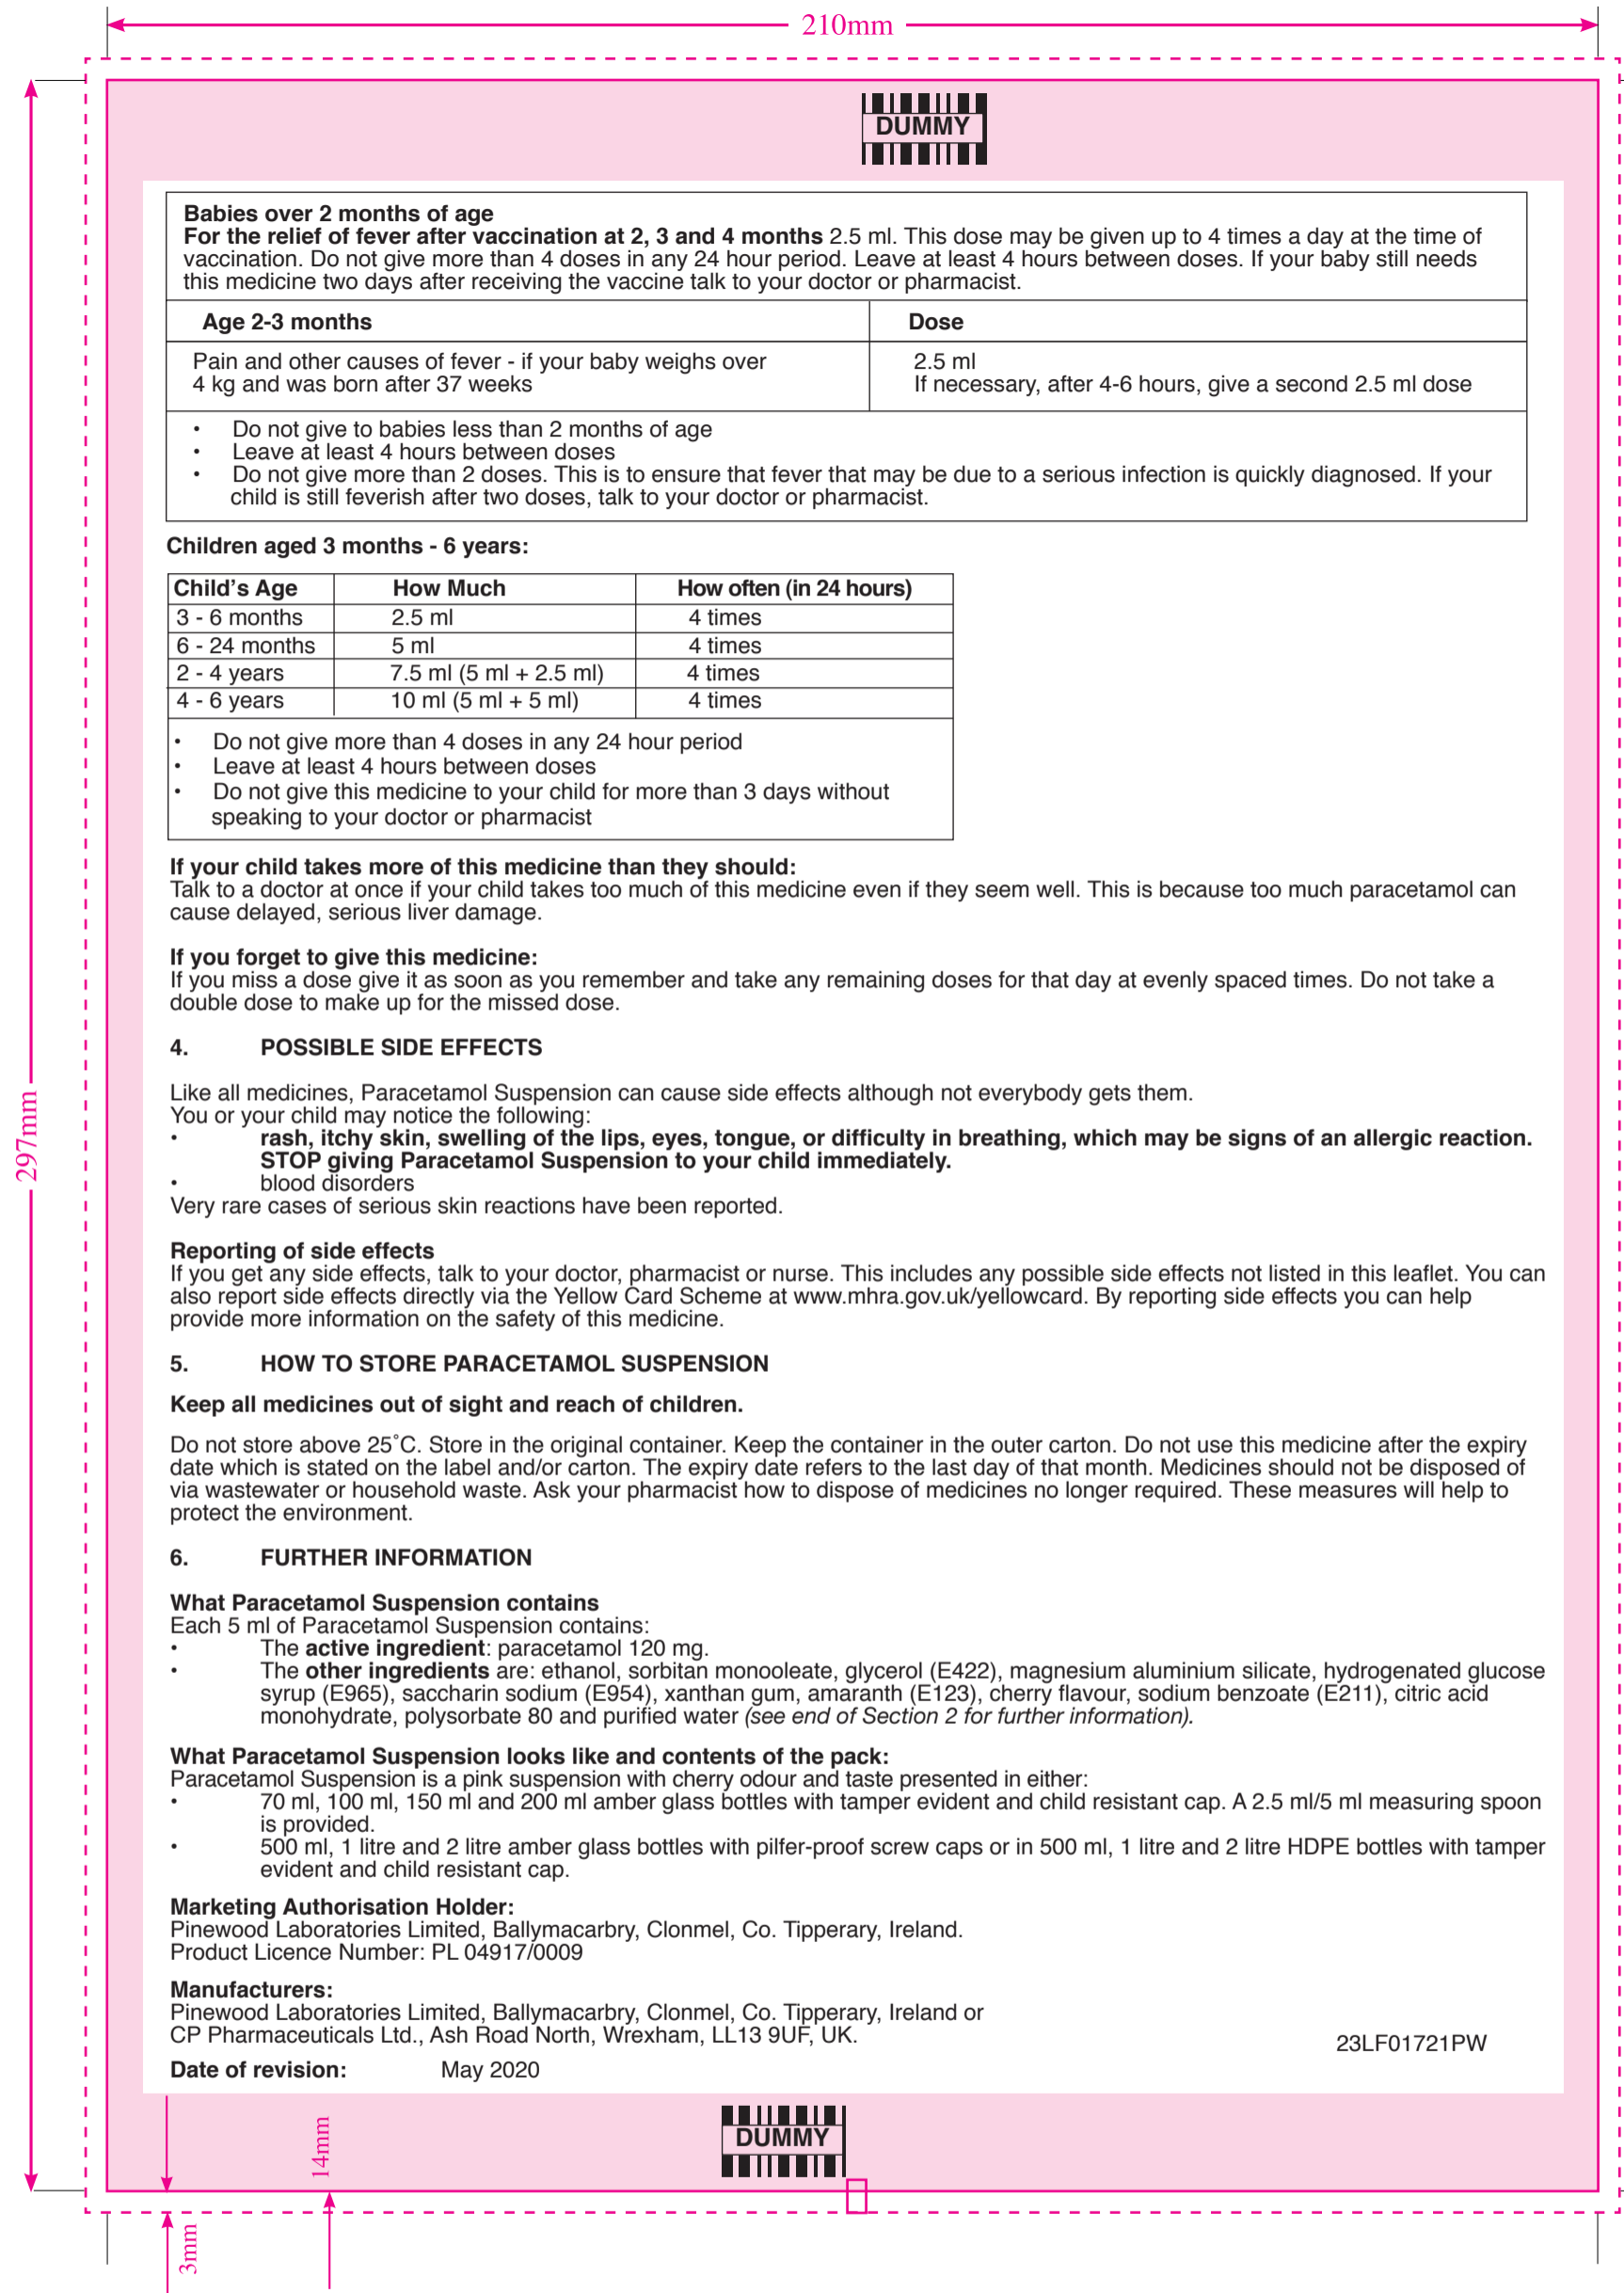 210mm
DUMMY
Babies over 2 months of age
For the relief of fever after vaccination at 2, 3 and 4 months 2.5 ml. This dose may be given up to 4 times a day at the time of
vaccination. Do not give more than 4 doses in any 24 hour period. Leave at least 4 hours between doses. If your baby still needs
this medicine two days after receiving the vaccine talk to your doctor or pharmacist.
Age 2-3 months Dose
Pain and other causes of fever - if your baby weighs over 2.5 ml
4 kg and was born after 37 weeks If necessary, after 4-6 hours, give a second 2.5 ml dose
• Do not give to babies less than 2 months of age
• Leave at least 4 hours between doses
• Do not give more than 2 doses. This is to ensure that fever that may be due to a serious infection is quickly diagnosed. If your
child is still feverish after two doses, talk to your doctor or pharmacist.
Children aged 3 months - 6 years:
Child's Age How Much How often (in 24 hours)
3 - 6 months 2.5 ml 4 times
6 - 24 months 5 ml 4 times
2 - 4 years 7.5 ml (5 ml + 2.5 ml) 4 times
4 - 6 years 10 ml (5 ml + 5 ml) 4 times
• Do not give more than 4 doses in any 24 hour period
• Leave at least 4 hours between doses
• Do not give this medicine to your child for more than 3 days without
speaking to your doctor or pharmacist
If your child takes more of this medicine than they should:
Talk to a doctor at once if your child takes too much of this medicine even if they seem well. This is because too much paracetamol can
cause delayed, serious liver damage.
If you forget to give this medicine:
If you miss a dose give it as soon as you remember and take any remaining doses for that day at evenly spaced times. Do not take a
double dose to make up for the missed dose.
4. POSSIBLE SIDE EFFECTS
Like all medicines, Paracetamol Suspension can cause side effects although not everybody gets them.
You or your child may notice the following:
• rash, itchy skin, swelling of the lips, eyes, tongue, or difficulty in breathing, which may be signs of an allergic reaction.
STOP giving Paracetamol Suspension to your child immediately.
• blood disorders
Very rare cases of serious skin reactions have been reported.
Reporting of side effects
If you get any side effects, talk to your doctor, pharmacist or nurse. This includes any possible side effects not listed in this leaflet. You can
also report side effects directly via the Yellow Card Scheme at www.mhra.gov.uk/yellowcard. By reporting side effects you can help
provide more information on the safety of this medicine.
5. HOW TO STORE PARACETAMOL SUSPENSION
Keep all medicines out of sight and reach of children.
Do not store above 25˚C. Store in the original container. Keep the container in the outer carton. Do not use this medicine after the expiry
date which is stated on the label and/or carton. The expiry date refers to the last day of that month. Medicines should not be disposed of
via wastewater or household waste. Ask your pharmacist how to dispose of medicines no longer required. These measures will help to
protect the environment.
6. FURTHER INFORMATION
What Paracetamol Suspension contains
Each 5 ml of Paracetamol Suspension contains:
• The active ingredient: paracetamol 120 mg.
• The other ingredients are: ethanol, sorbitan monooleate, glycerol (E422), magnesium aluminium silicate, hydrogenated glucose
syrup (E965), saccharin sodium (E954), xanthan gum, amaranth (E123), cherry flavour, sodium benzoate (E211), citric acid
monohydrate, polysorbate 80 and purified water (see end of Section 2 for further information).
What Paracetamol Suspension looks like and contents of the pack:
Paracetamol Suspension is a pink suspension with cherry odour and taste presented in either:
• 70 ml, 100 ml, 150 ml and 200 ml amber glass bottles with tamper evident and child resistant cap. A 2.5 ml/5 ml measuring spoon
is provided.
• 500 ml, 1 litre and 2 litre amber glass bottles with pilfer-proof screw caps or in 500 ml, 1 litre and 2 litre HDPE bottles with tamper
evident and child resistant cap.
Marketing Authorisation Holder:
Pinewood Laboratories Limited, Ballymacarbry, Clonmel, Co. Tipperary, Ireland.
Product Licence Number: PL 04917/0009
Manufacturers:
Pinewood Laboratories Limited, Ballymacarbry, Clonmel, Co. Tipperary, Ireland or
CP Pharmaceuticals Ltd., Ash Road North, Wrexham, LL13 9UF, UK.
23LF01721PW
Date of revision: May 2020
297mm
DUMMY
14mm
3mm